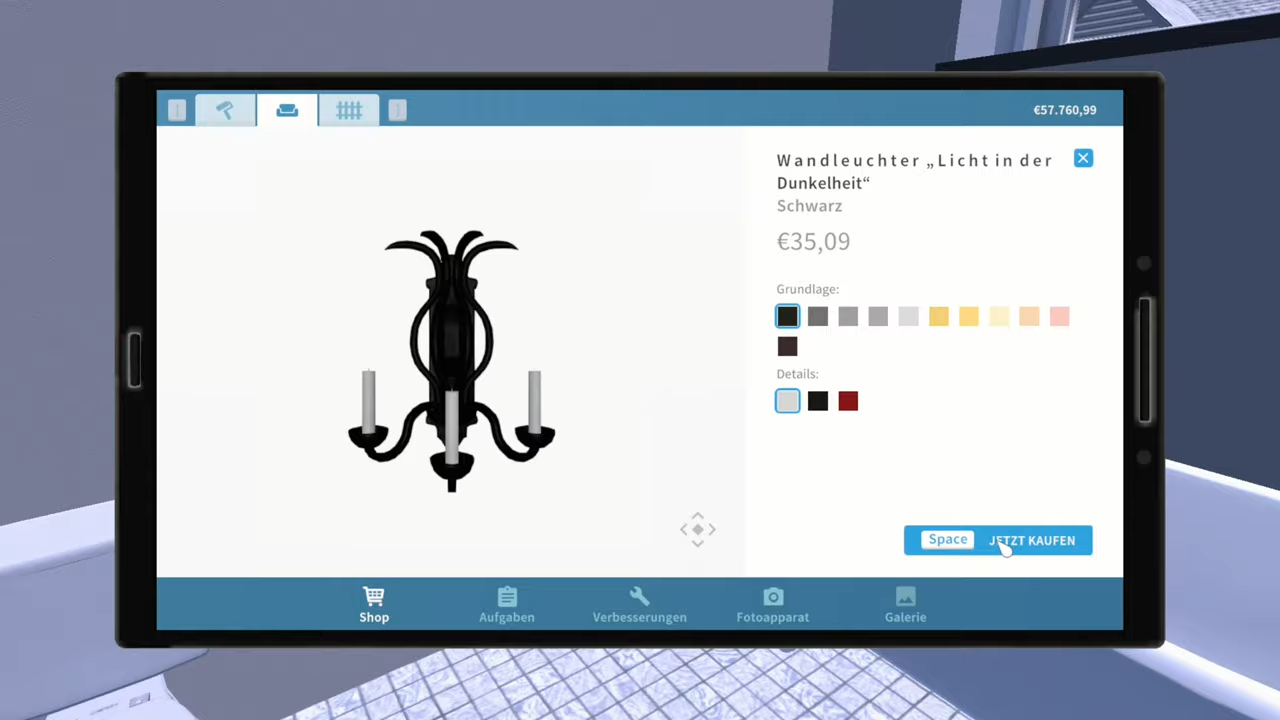 €57.760,99
Wandleuchter „Licht in der
Dunkelheit“
Schwarz
€35,09
Grundlage:
Details:
Space JETZT KAUFEN
Shop Aufgaben Verbesserungen Fotoapparat Galerie